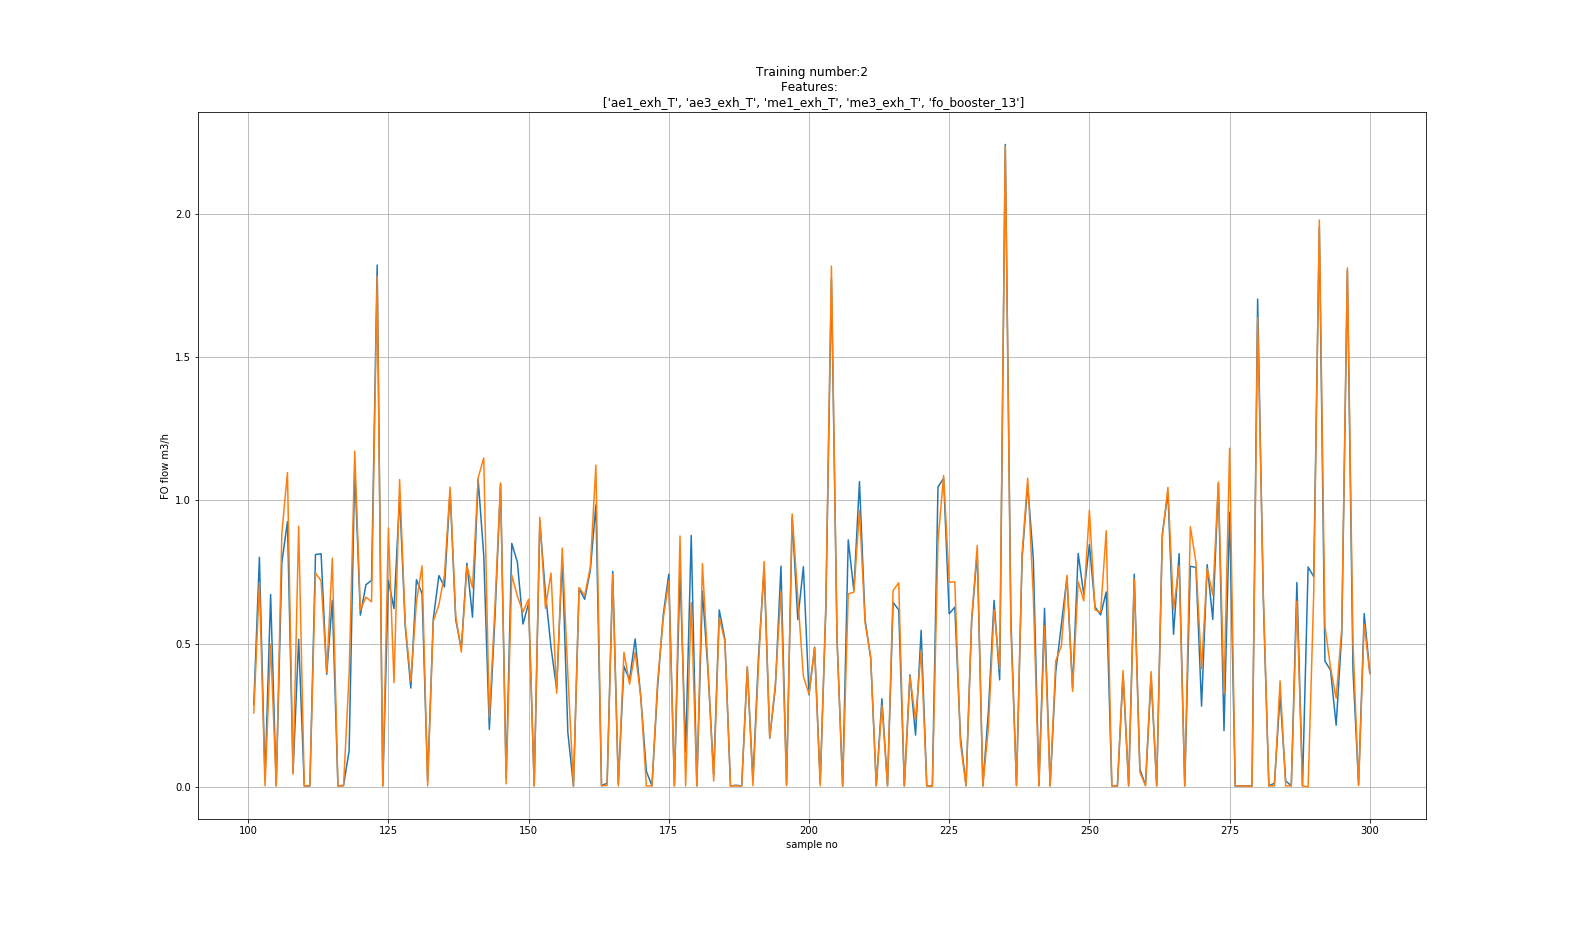 Training number:2
Features:
['ae1_exh_T', 'ae3_exh_T', 'me1_exh_T', 'me3_exh_T', 'fo_booster_13']
FO flow m3/h
2.0
1.5
1.0
0.5
0.0
100 125 150 175 200 225 250 275 300
sample no